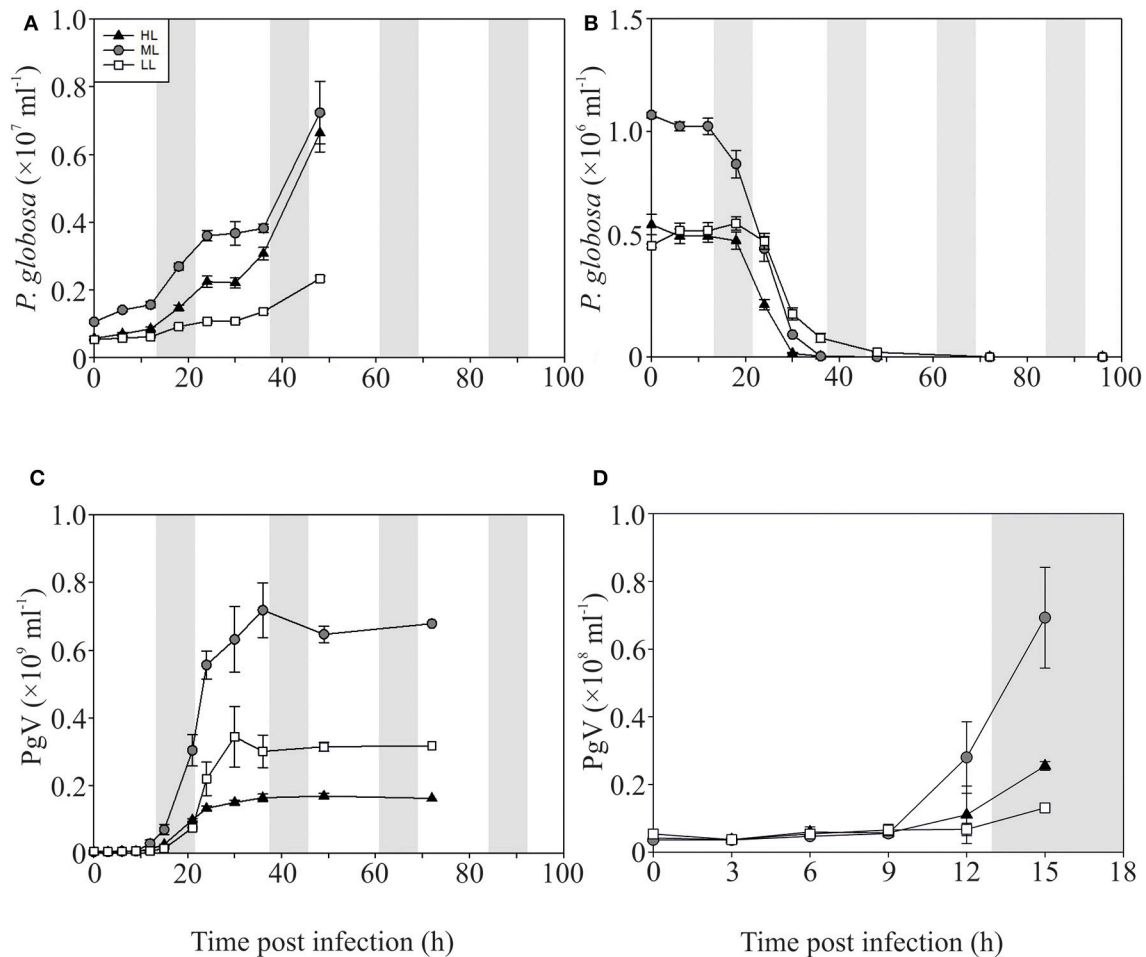 A
HL
ML
LL
1.0
0.8
0.6
0.4
0.2
0
0 20 40 60 80 100
P. globosa (×10⁷ ml⁻¹)
B
1.5
1.0
0.5
0
0 20 40 60 80 100
P. globosa (×10⁶ ml⁻¹)
C
1.0
0.8
0.6
0.4
0.2
0
0 20 40 60 80 100
PgV (×10⁹ ml⁻¹)
Time post infection (h)
D
1.0
0.8
0.6
0.4
0.2
0
0 3 6 9 12 15 18
PgV (×10⁸ ml⁻¹)
Time post infection (h)